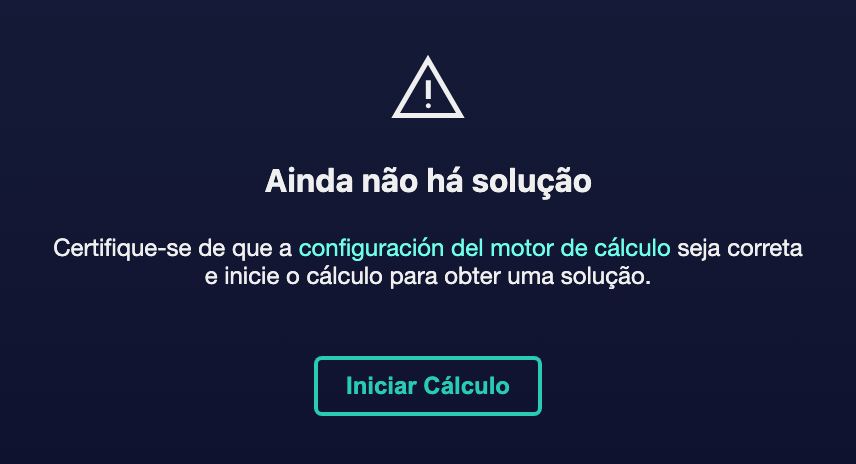 Ainda não há solução
Certifique-se de que a configuración del motor de cálculo seja correta
e inicie o cálculo para obter uma solução.
Iniciar Cálculo